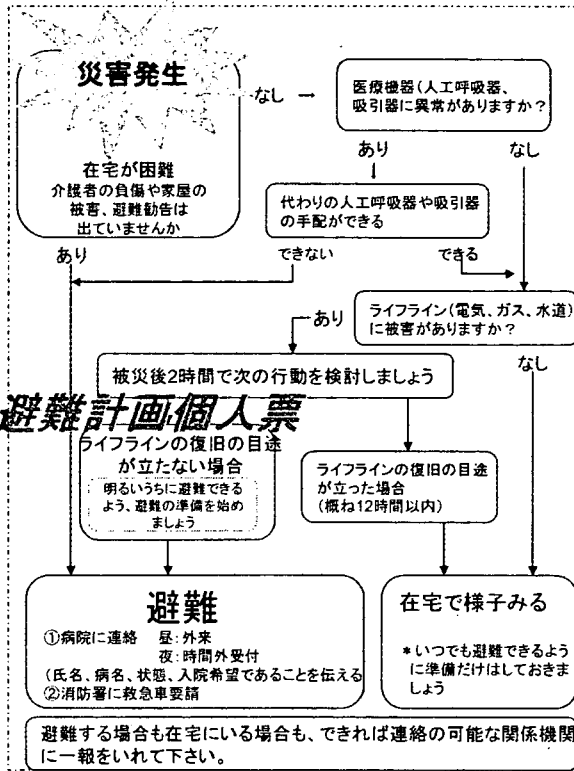 災害発生
在宅が困難
介護者の負傷や家屋の
被害、避難勧告は
出ていませんか
なし
医療機器(人工呼吸器、
吸引器に異常がありますか?
あり
なし
代わりの人工呼吸器や吸引器
の手配ができる
あり
できない
できる
ライフライン(電気、ガス、水道)
に被害がありますか?
あり
なし
被災後2時間で次の行動を検討しましょう
避難計画個人票
ライフラインの復旧の目途
が立たない場合
明るいうちに避難できる
よう、避難の準備を始め
ましょう
ライフラインの復旧の目途
が立った場合
(概ね12時間以内)
避難
①病院に連絡 昼:外来
夜:時間外受付
(氏名、病名、状態、入院希望であることを伝える
②消防署に救急車要請
在宅で様子みる
*いつでも避難できるよう
に準備だけはしておきま
しょう
避難する場合も在宅にいる場合も、できれば連絡の可能な関係機関
に一報をいれて下さい。